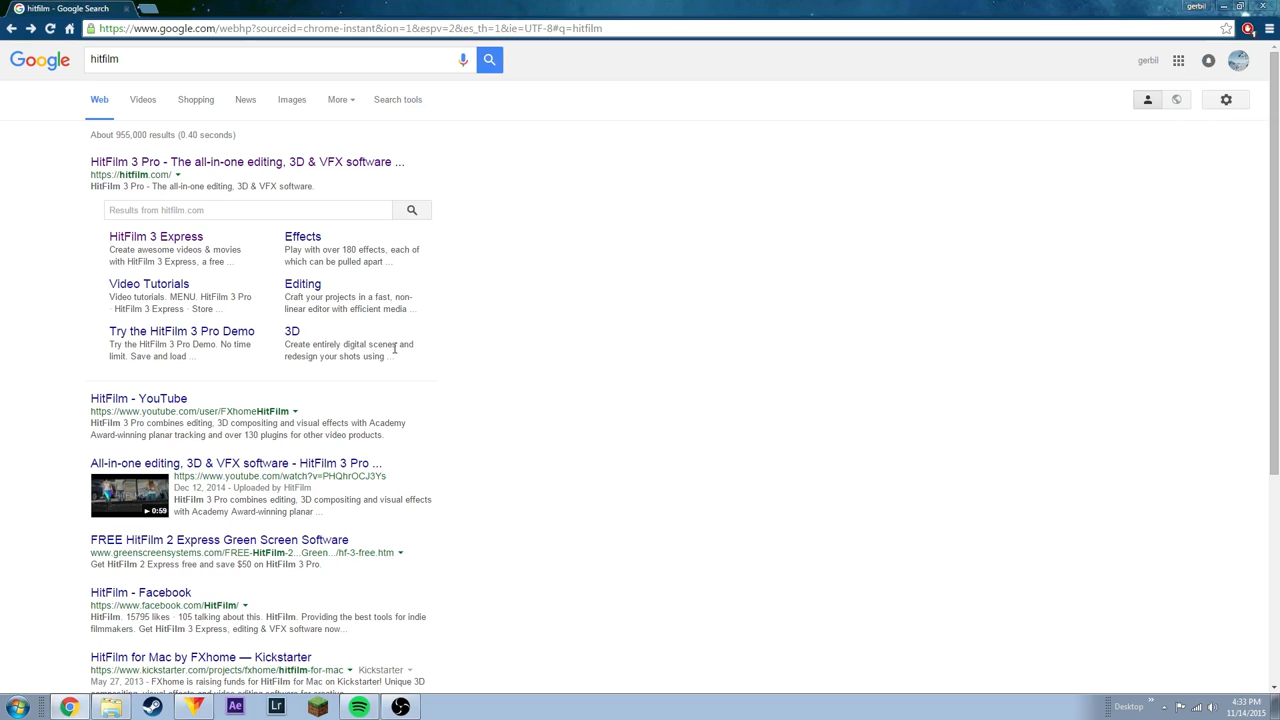 hitfilm - Google Search
gerbil
https://www.google.com/webhp?sourceid=chrome-instant&ion=1&espv=2&es_th=1&ie=UTF-8#q=hitfilm
Google
hitfilm
gerbil
Web
Videos
Shopping
News
Images
More
Search tools
About 955,000 results (0.40 seconds)
HitFilm 3 Pro - The all-in-one editing, 3D & VFX software ...
https://hitfilm.com/
HitFilm 3 Pro - The all-in-one editing, 3D & VFX software.
Results from hitfilm.com
HitFilm 3 Express
Create awesome videos & movies
with HitFilm 3 Express, a free ...
Effects
Play with over 180 effects, each of
which can be pulled apart ...
Video Tutorials
Video tutorials. MENU. HitFilm 3 Pro
· HitFilm 3 Express · Store ...
Editing
Craft your projects in a fast, non-
linear editor with efficient media ...
Try the HitFilm 3 Pro Demo
Try the HitFilm 3 Pro Demo. No time
limit. Save and load ...
3D
Create entirely digital scenes and
redesign your shots using ...
HitFilm - YouTube
https://www.youtube.com/user/FXhomeHitFilm
HitFilm 3 Pro combines editing, 3D compositing and visual effects with Academy
Award-winning planar tracking and over 130 plugins for other video products.
All-in-one editing, 3D & VFX software - HitFilm 3 Pro ...
https://www.youtube.com/watch?v=PHQhrOCJ3Ys
Dec 12, 2014 - Uploaded by HitFilm
HitFilm 3 Pro combines editing, 3D compositing and visual effects
with Academy Award-winning planar ...
0:59
FREE HitFilm 2 Express Green Screen Software
www.greenscreensystems.com/FREE-HitFilm-2...Green.../hf-3-free.htm
Get HitFilm 2 Express free and save $50 on HitFilm 3 Pro.
HitFilm - Facebook
https://www.facebook.com/HitFilm/
HitFilm. 15795 likes · 105 talking about this. HitFilm. Providing the best tools for indie
filmmakers. Get HitFilm 3 Express, editing & VFX software now...
HitFilm for Mac by FXhome — Kickstarter
https://www.kickstarter.com/projects/fxhome/hitfilm-for-mac
Kickstarter
May 27, 2013 - FXhome is raising funds for HitFilm for Mac on Kickstarter! Unique 3D
compositing, visual effects and video editing software for creative
Ae
Lr
Desktop
4:33 PM
11/14/2015